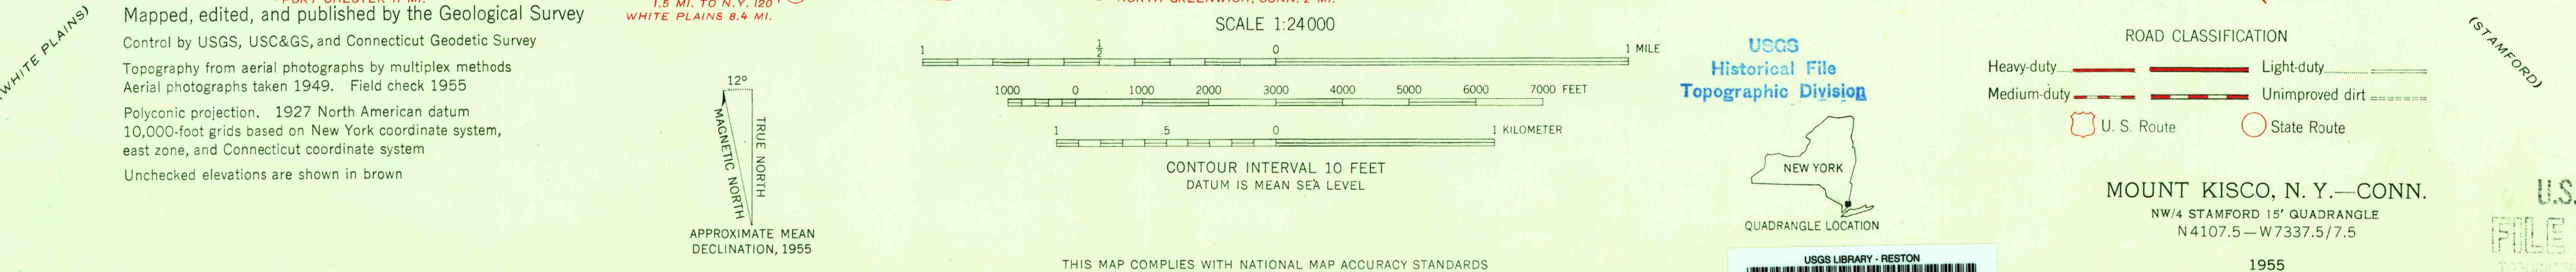 (WHITE PLAINS)
Mapped, edited, and published by the Geological Survey
Control by USGS, USC&GS, and Connecticut Geodetic Survey
Topography from aerial photographs by multiplex methods
Aerial photographs taken 1949. Field check 1955
Polyconic projection. 1927 North American datum
10,000-foot grids based on New York coordinate system,
east zone, and Connecticut coordinate system
Unchecked elevations are shown in brown
1.5 MI. TO N.Y. 120
WHITE PLAINS 8.4 MI.
12°
MAGNETIC NORTH
TRUE NORTH
APPROXIMATE MEAN
DECLINATION, 1955
SCALE 1:24000
1 1/2 0 1 MILE
1000 0 1000 2000 3000 4000 5000 6000 7000 FEET
1 .5 0 1 KILOMETER
CONTOUR INTERVAL 10 FEET
DATUM IS MEAN SEA LEVEL
THIS MAP COMPLIES WITH NATIONAL MAP ACCURACY STANDARDS
USGS
Historical File
Topographic Division
NEW YORK
QUADRANGLE LOCATION
USGS LIBRARY - RESTON
ROAD CLASSIFICATION
Heavy-duty Light-duty
Medium-duty Unimproved dirt
U. S. Route State Route
(STAMFORD)
MOUNT KISCO, N. Y.—CONN.
NW/4 STAMFORD 15' QUADRANGLE
N4107.5—W7337.5/7.5
1955
U.S.
FILE